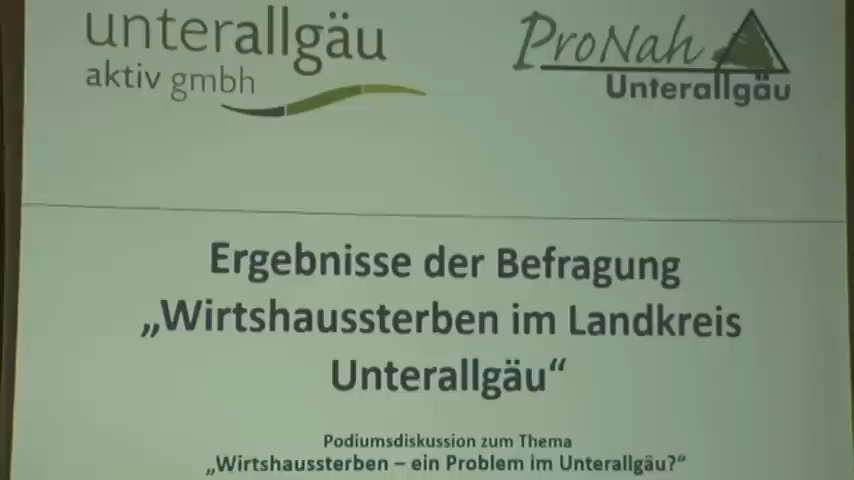 unterallgäu
aktiv gmbh
ProNah
Unterallgäu
Ergebnisse der Befragung
„Wirtshaussterben im Landkreis
Unterallgäu“
Podiumsdiskussion zum Thema
„Wirtshaussterben – ein Problem im Unterallgäu?“